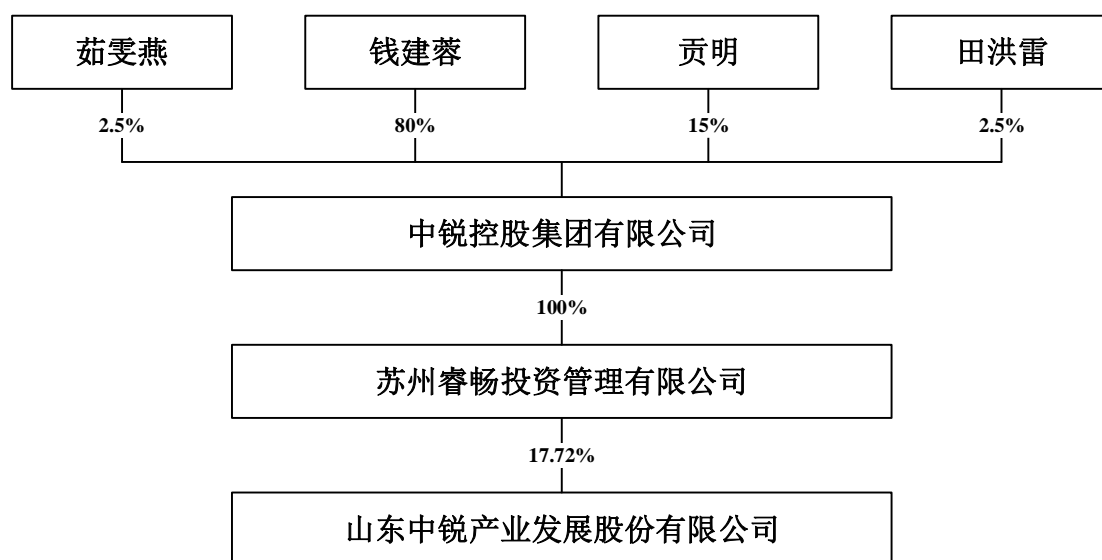 茹雯燕
钱建蓉
贡明
田洪雷
2.5%
80%
15%
2.5%
中锐控股集团有限公司
100%
苏州睿畅投资管理有限公司
17.72%
山东中锐产业发展股份有限公司